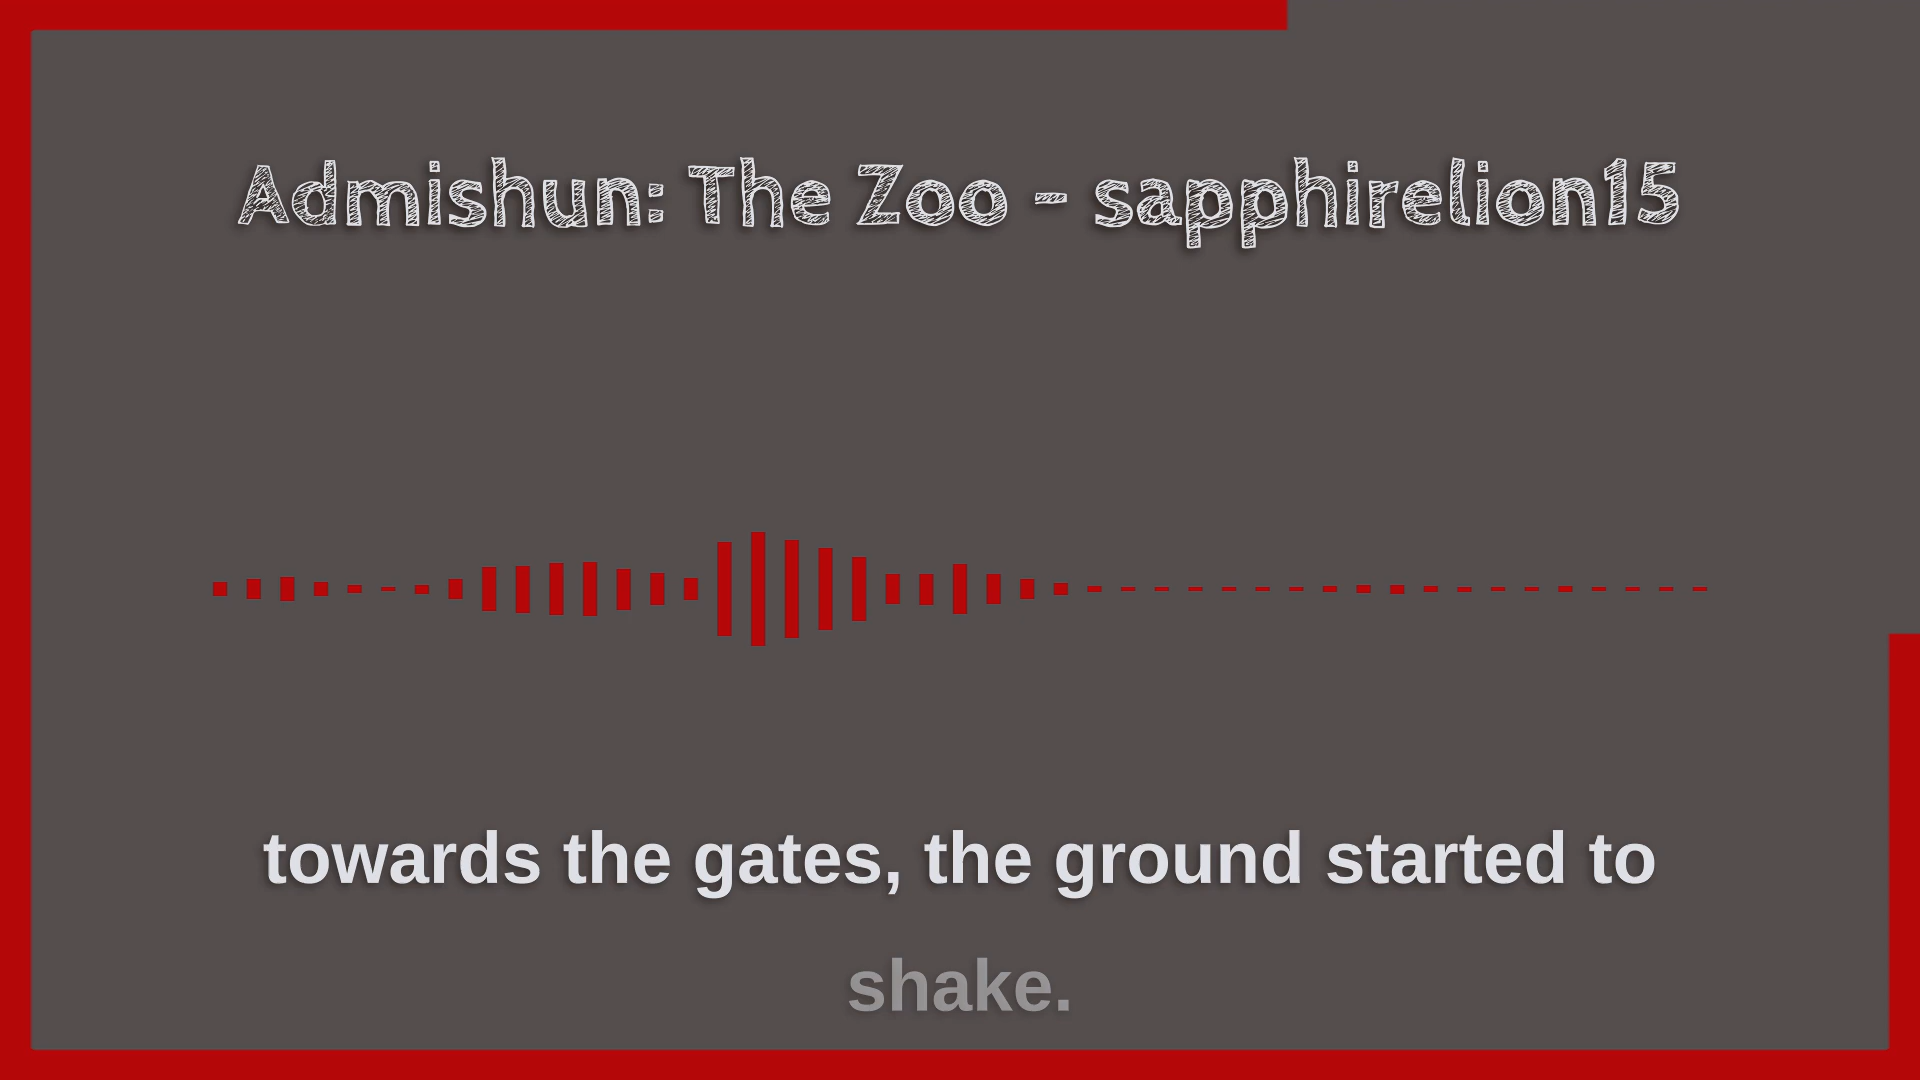 Admishun: The Zoo - sapphirelion15
towards the gates, the ground started to
shake.